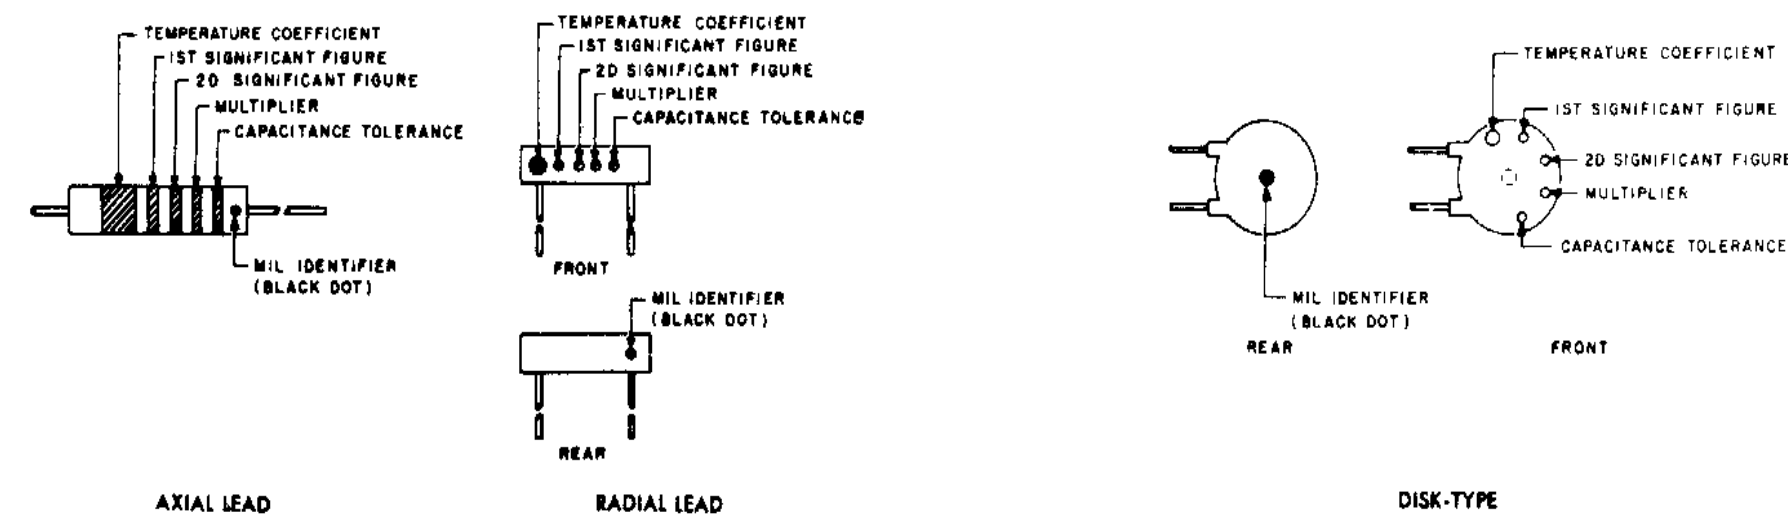 TEMPERATURE COEFFICIENT
1ST SIGNIFICANT FIGURE
2D SIGNIFICANT FIGURE
MULTIPLIER
CAPACITANCE TOLERANCE
MIL IDENTIFIER
(BLACK DOT)
AXIAL LEAD
TEMPERATURE COEFFICIENT
1ST SIGNIFICANT FIGURE
2D SIGNIFICANT FIGURE
MULTIPLIER
CAPACITANCE TOLERANCE
FRONT
MIL IDENTIFIER
(BLACK DOT)
REAR
RADIAL LEAD
MIL IDENTIFIER
(BLACK DOT)
REAR
TEMPERATURE COEFFICIENT
1ST SIGNIFICANT FIGURE
2D SIGNIFICANT FIGURE
MULTIPLIER
CAPACITANCE TOLERANCE
FRONT
DISK-TYPE